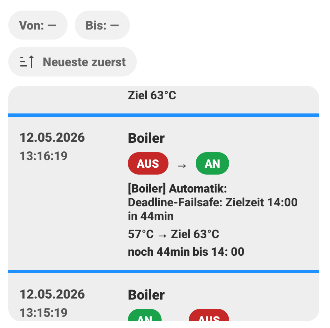 Von: — Bis: —
Neueste zuerst
Ziel 63°C
12.05.2026 Boiler
13:16:19 AUS → AN
[Boiler] Automatik:
Deadline-Failsafe: Zielzeit 14:00
in 44min
57°C → Ziel 63°C
noch 44min bis 14: 00
12.05.2026 Boiler
13:15:19 AN AUS